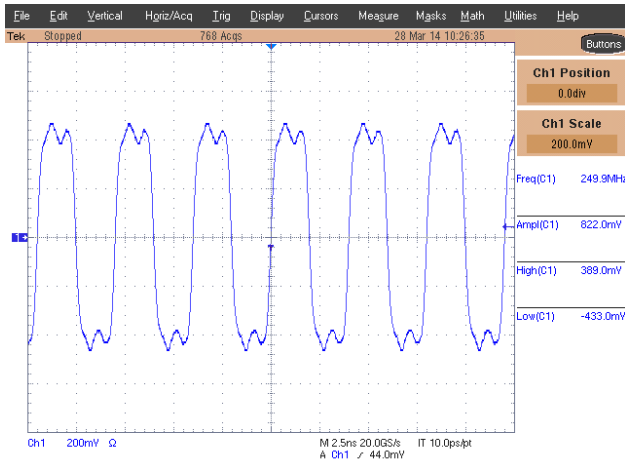 File Edit Vertical Horiz/Acq Trig Display Cursors Measure Masks Math Utilities Help
Tek Stopped 768 Acqs 28 Mar 14 10:26:35
Buttons
Ch1 Position
0.0div
Ch1 Scale
200.0mV
Freq(C1) 249.9MHz
Ampl(C1) 822.0mV
High(C1) 389.0mV
Low(C1) -433.0mV
1
Ch1 200mV Ω M 2.5ns 20.0GS/s IT 10.0ps/pt
A Ch1 ⁄ 44.0mV